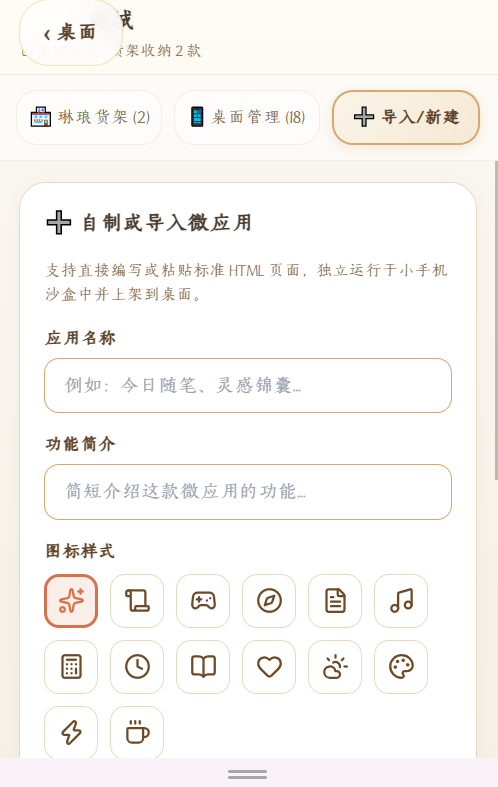 ‹ 桌面
货架收纳 2 款
琳琅货架 (2)
桌面管理 (18)
导入/新建
自制或导入微应用
支持直接编写或粘贴标准 HTML 页面，独立运行于小手机
沙盒中并上架到桌面。
应用名称
例如：今日随笔、灵感锦囊...
功能简介
简短介绍这款微应用的功能...
图标样式